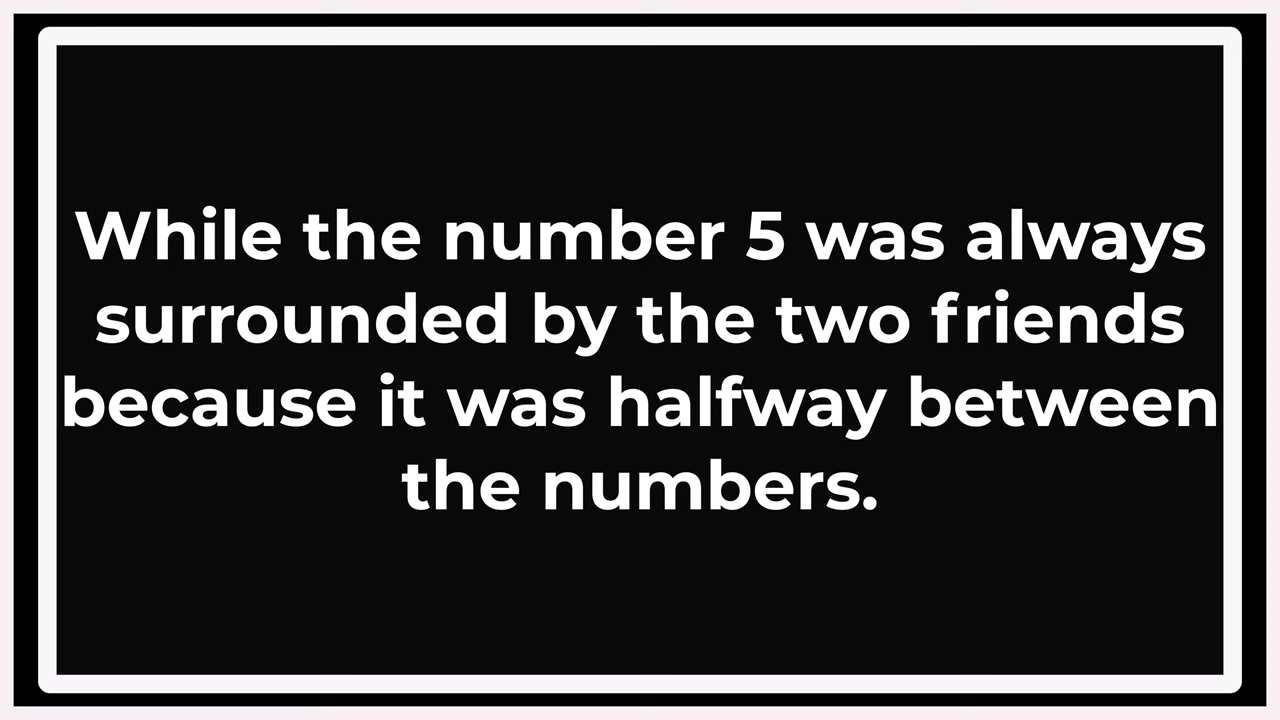 While the number 5 was always
surrounded by the two friends
because it was halfway between
the numbers.